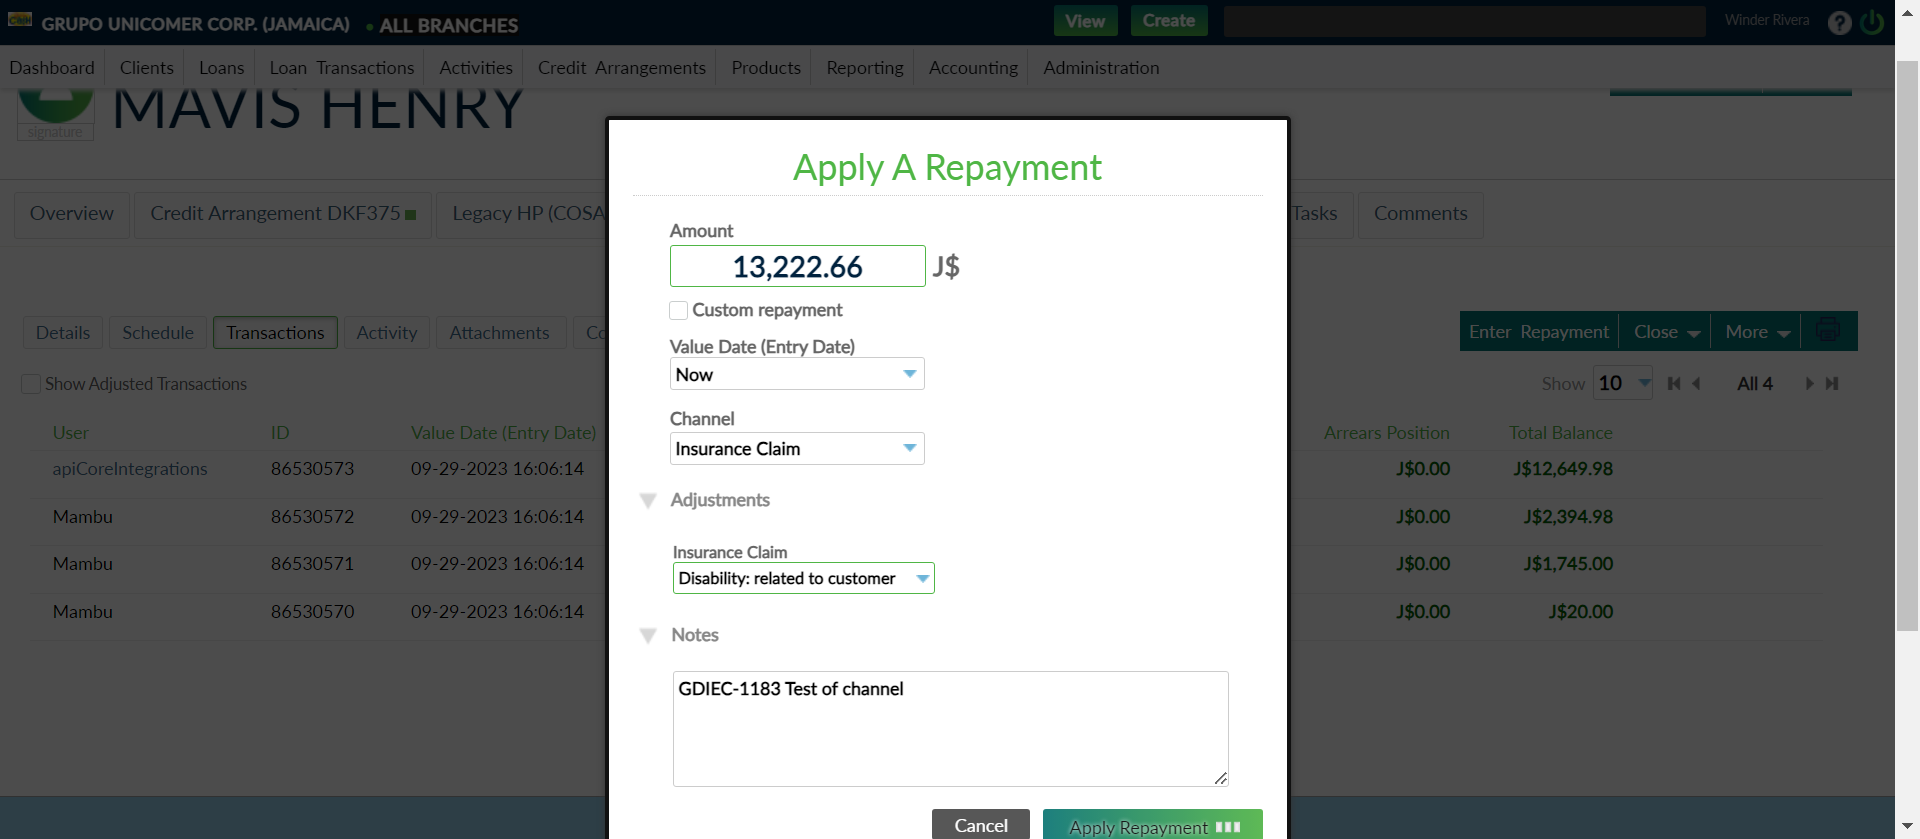 GRUPO UNICOMER CORP. (JAMAICA) ALL BRANCHES View Create Winder Rivera ?
Dashboard Clients Loans Loan Transactions Activities Credit Arrangements Products Reporting Accounting Administration
MAVIS HENRY
signature
Overview Credit Arrangement DKF375 Legacy HP (COSA Tasks Comments
Details Schedule Transactions Activity Attachments Co
Enter Repayment Close More
Show Adjusted Transactions
Show 10 All 4
User ID Value Date (Entry Date) Arrears Position Total Balance
apiCoreIntegrations 86530573 09-29-2023 16:06:14 J$0.00 J$12,649.98
Mambu 86530572 09-29-2023 16:06:14 J$0.00 J$2,394.98
Mambu 86530571 09-29-2023 16:06:14 J$0.00 J$1,745.00
Mambu 86530570 09-29-2023 16:06:14 J$0.00 J$20.00
Apply A Repayment
Amount
13,222.66 J$
Custom repayment
Value Date (Entry Date)
Now
Channel
Insurance Claim
Adjustments
Insurance Claim
Disability: related to customer
Notes
GDIEC-1183 Test of channel
Cancel Apply Repayment